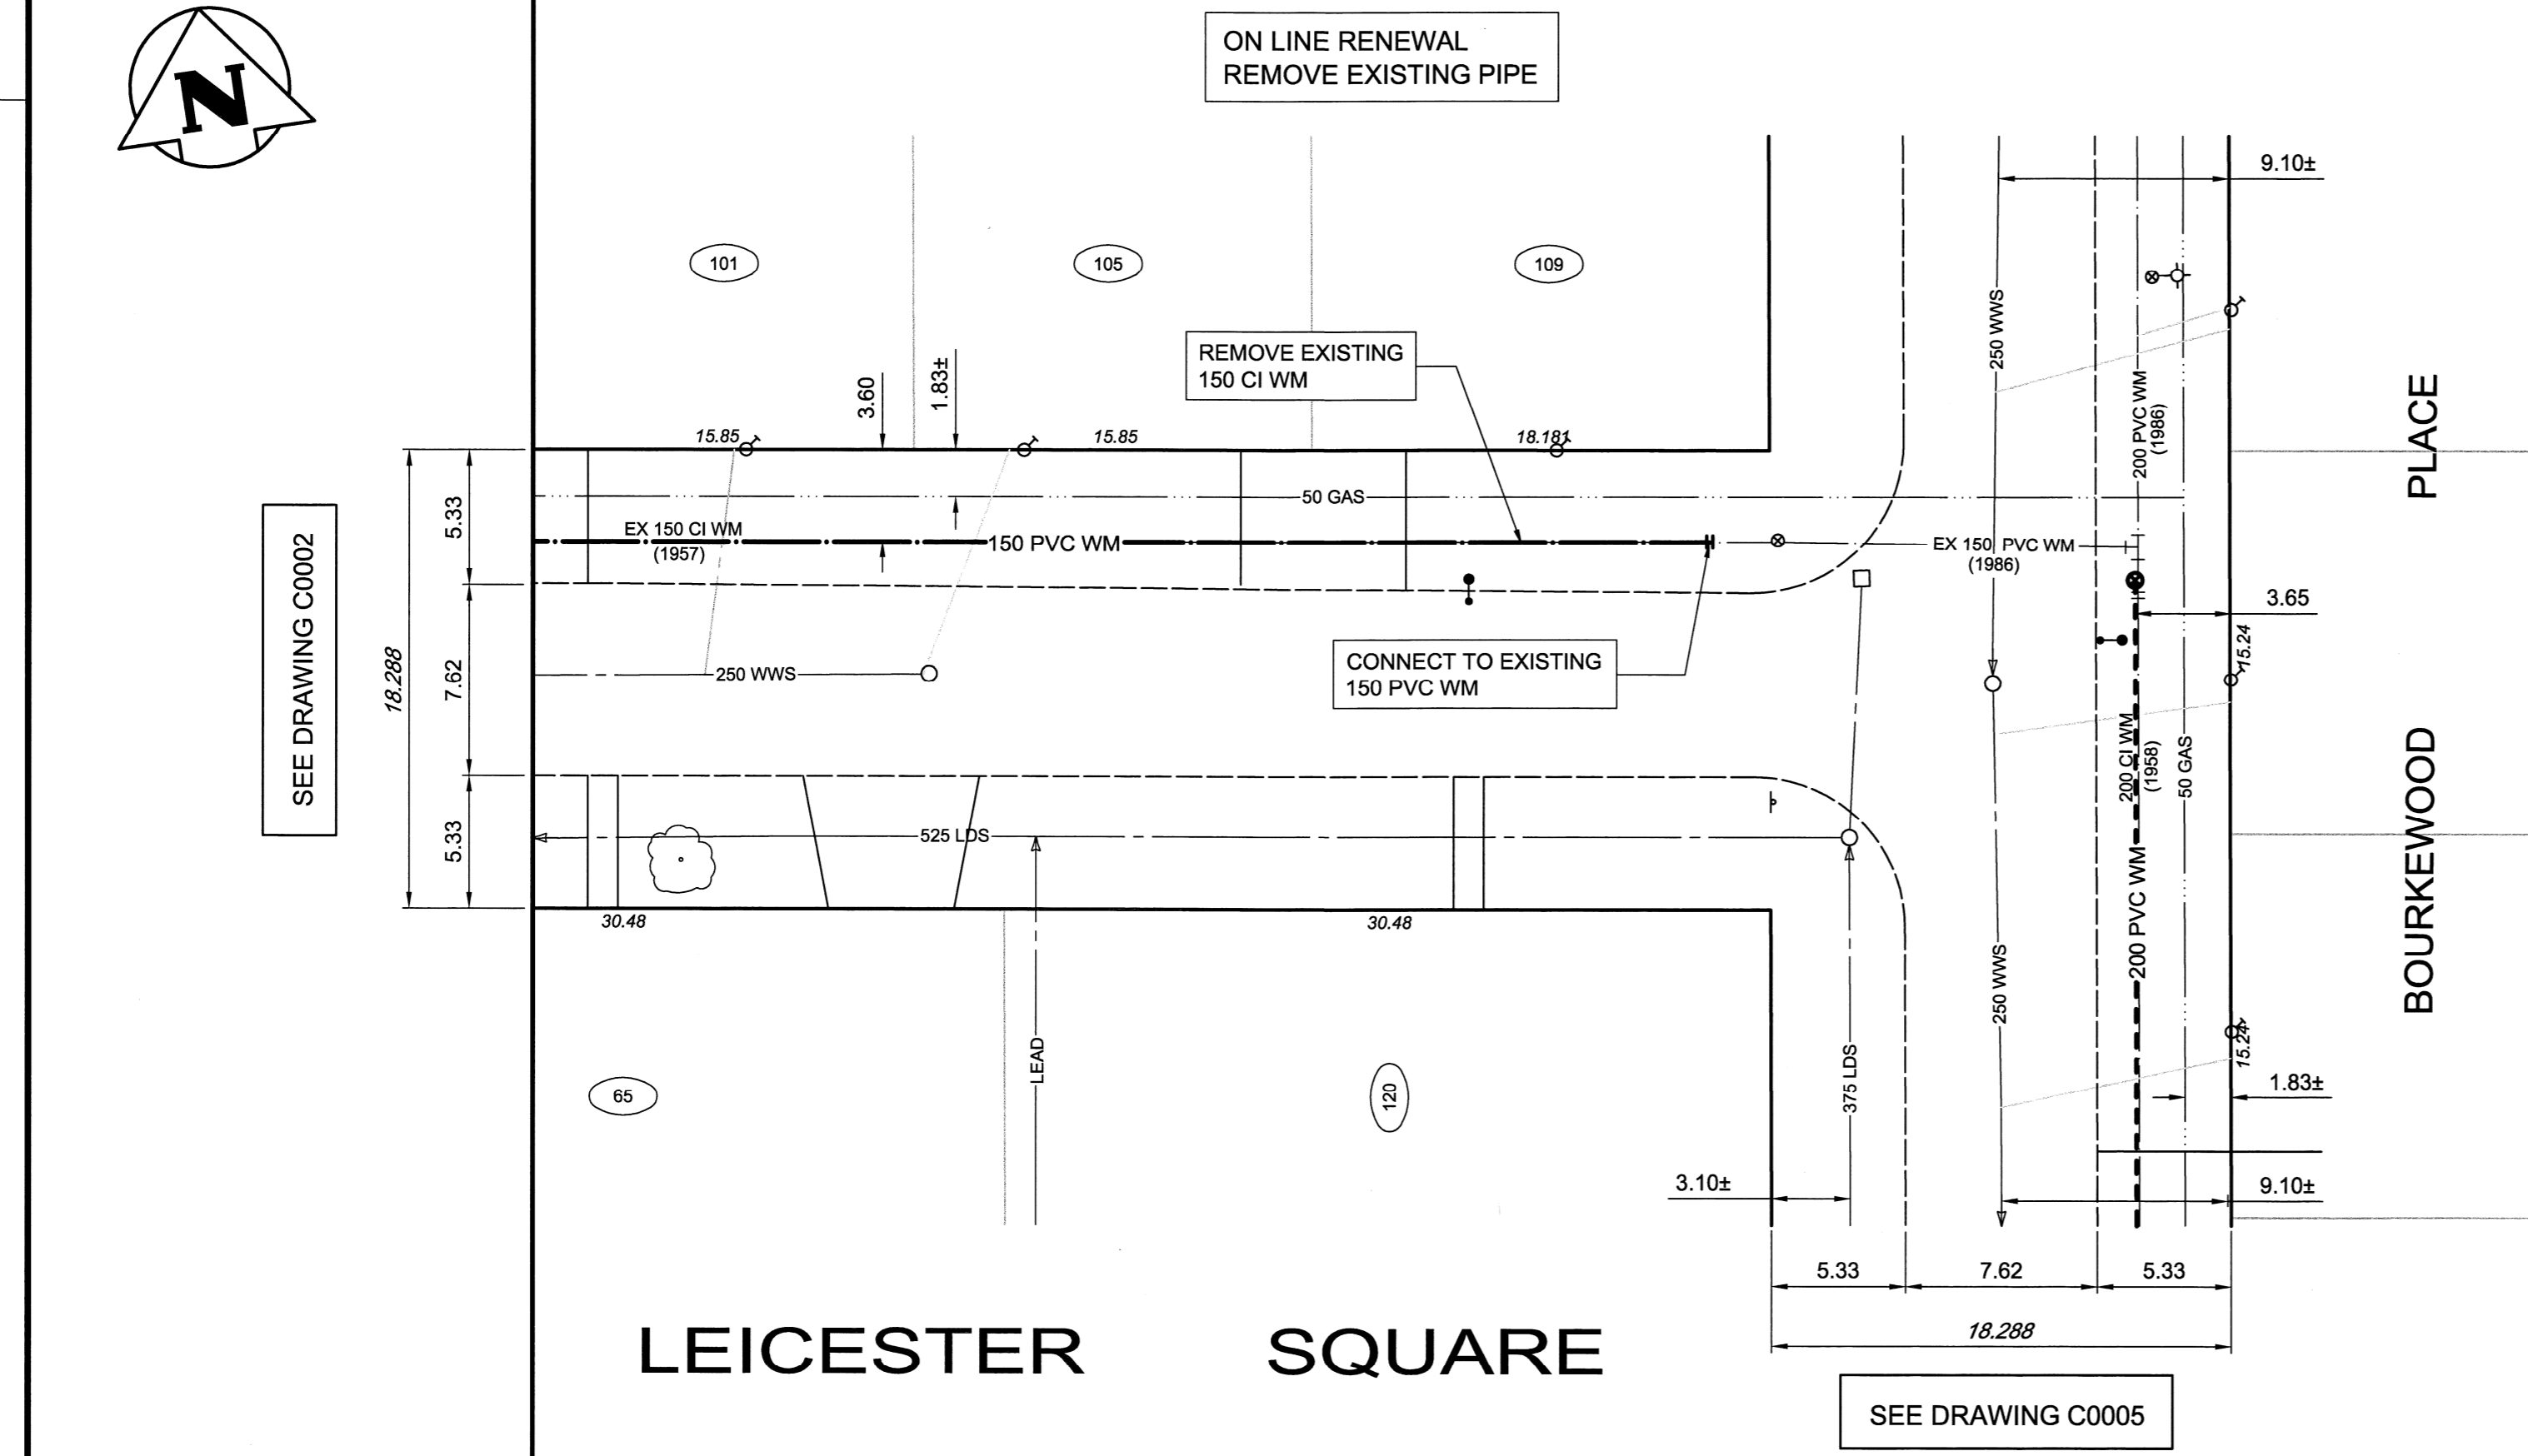 N
ON LINE RENEWAL
REMOVE EXISTING PIPE
9.10±
101
105
109
REMOVE EXISTING
150 CI WM
250 WWS
200 PVC WM
(1986)
PLACE
3.60
1.83±
15.85
15.85
18.181
50 GAS
EX 150 CI WM
(1957)
150 PVC WM
EX 150 PVC WM
(1986)
SEE DRAWING C0002
18.288
5.33
7.62
5.33
3.65
15.24
CONNECT TO EXISTING
150 PVC WM
250 WWS
200 CI WM
(1958)
50 GAS
525 LDS
30.48
30.48
200 PVC WM
BOURKEWOOD
250 WWS
LEAD
375 LDS
65
120
15.24
1.83±
3.10±
9.10±
5.33
7.62
5.33
18.288
LEICESTER SQUARE
SEE DRAWING C0005